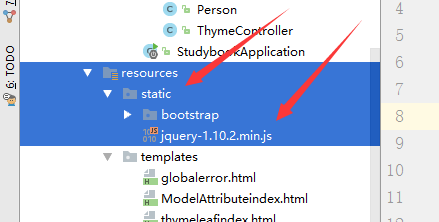 Person
ThymeController
StudybookApplication
resources
static
bootstrap
jquery-1.10.2.min.js
templates
globalerror.html
ModelAttributeindex.html
thymeleafindex.html
6: TODO
7:
4
5
6
7
8
9
10
11